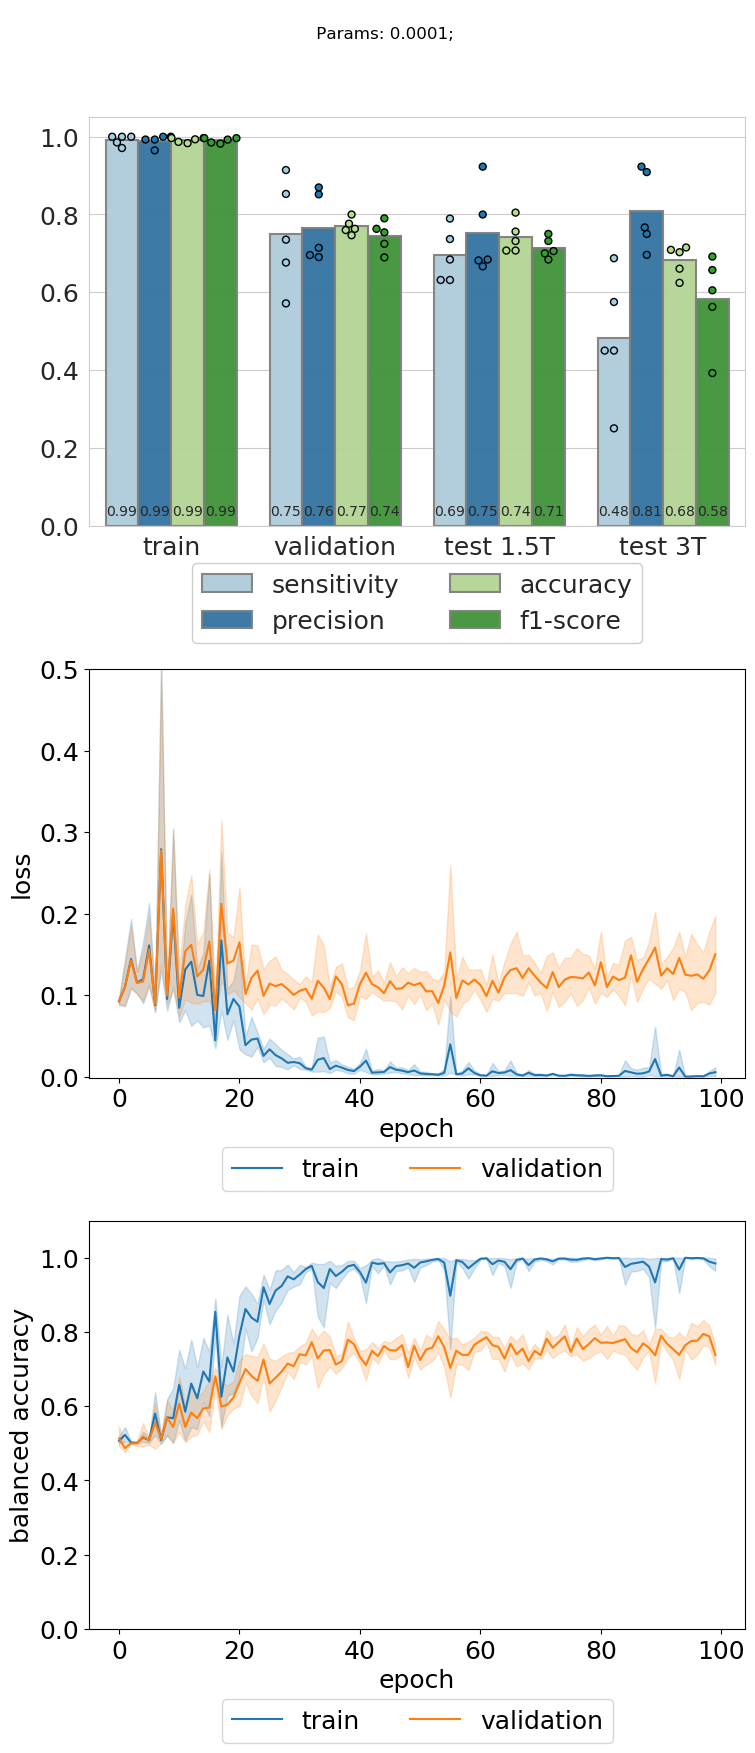 Params: 0.0001;
1.0
0.8
0.6
0.4
0.2
0.0
0.99 0.99 0.99 0.99 0.75 0.76 0.77 0.74 0.69 0.75 0.74 0.71 0.48 0.81 0.68 0.58
train validation test 1.5T test 3T
sensitivity accuracy
precision f1-score
0.5
0.4
0.3
0.2
0.1
0.0
loss
0 20 40 60 80 100
epoch
train validation
1.0
0.8
0.6
0.4
0.2
0.0
balanced accuracy
0 20 40 60 80 100
epoch
train validation